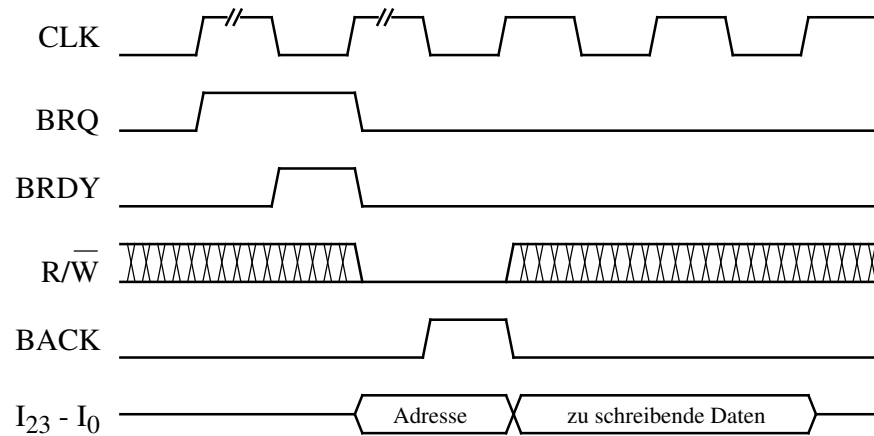 CLK
BRQ
BRDY
R/W̅
BACK
I₂₃ - I₀ Adresse zu schreibende Daten